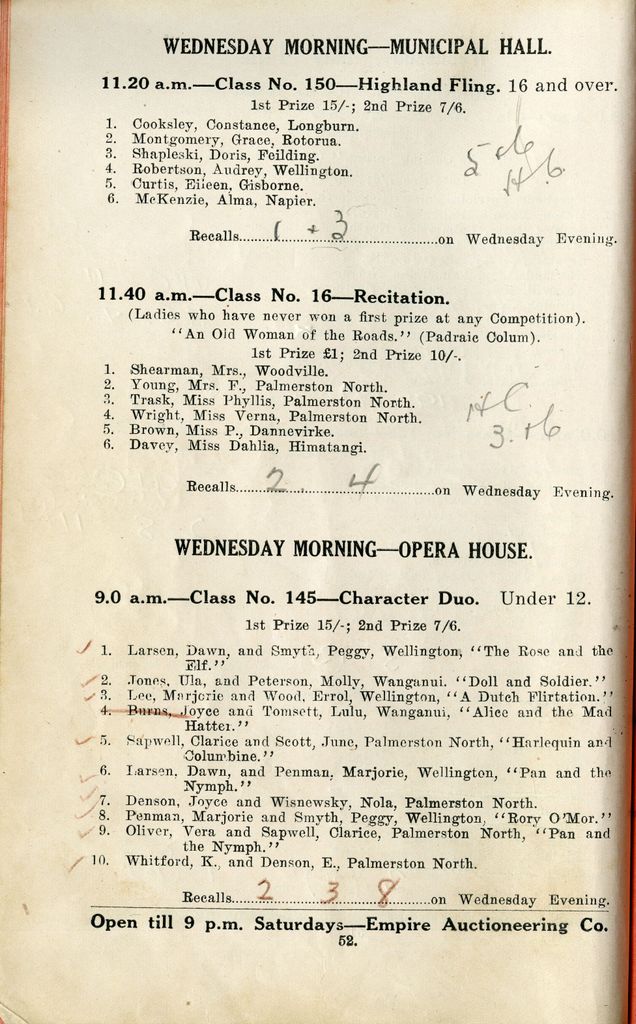 WEDNESDAY MORNING—MUNICIPAL HALL.
11.20 a.m.—Class No. 150—Highland Fling. 16 and over.
1st Prize 15/-; 2nd Prize 7/6.
1. Cooksley, Constance, Longburn.
2. Montgomery, Grace, Rotorua.
3. Shapleski, Doris, Feilding.
4. Robertson, Audrey, Wellington.
5. Curtis, Eileen, Gisborne.
6. McKenzie, Alma, Napier.
5 + 6
H.C.
Recalls 1 + 3 on Wednesday Evening.
11.40 a.m.—Class No. 16—Recitation.
(Ladies who have never won a first prize at any Competition).
"An Old Woman of the Roads." (Padraic Colum).
1st Prize £1; 2nd Prize 10/-.
1. Shearman, Mrs., Woodville.
2. Young, Mrs. F., Palmerston North.
3. Trask, Miss Phyllis, Palmerston North.
4. Wright, Miss Verna, Palmerston North.
5. Brown, Miss P., Dannevirke.
6. Davey, Miss Dahlia, Himatangi.
H C
3. + 6
Recalls 2. 4 on Wednesday Evening.
WEDNESDAY MORNING—OPERA HOUSE.
9.0 a.m.—Class No. 145—Character Duo. Under 12.
1st Prize 15/-; 2nd Prize 7/6.
1. Larsen, Dawn, and Smyth, Peggy, Wellington, "The Rose and the
Elf."
2. Jones, Ula, and Peterson, Molly, Wanganui. "Doll and Soldier."
3. Lee, Marjorie and Wood, Errol, Wellington, "A Dutch Flirtation."
4. Burns, Joyce and Tomsett, Lulu, Wanganui, "Alice and the Mad
Hatter."
5. Sapwell, Clarice and Scott, June, Palmerston North, "Harlequin and
Columbine."
6. Larsen, Dawn, and Penman, Marjorie, Wellington, "Pan and the
Nymph."
7. Denson, Joyce and Wisnewsky, Nola, Palmerston North.
8. Penman, Marjorie and Smyth, Peggy, Wellington, "Rory O'Mor."
9. Oliver, Vera and Sapwell, Clarice, Palmerston North, "Pan and
the Nymph."
10. Whitford, K., and Denson, E., Palmerston North.
Recalls 2 3 8 on Wednesday Evening.
Open till 9 p.m. Saturdays—Empire Auctioneering Co.
52.